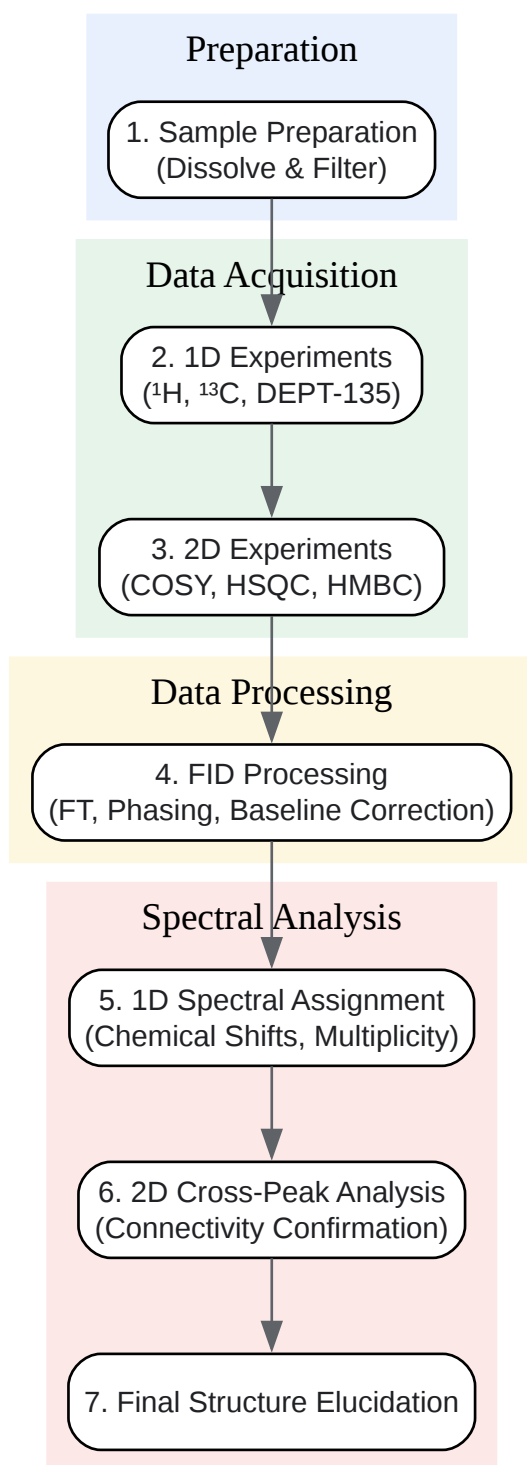 Preparation
1. Sample Preparation
(Dissolve & Filter)
Data Acquisition
2. 1D Experiments
(¹H, ¹³C, DEPT-135)
3. 2D Experiments
(COSY, HSQC, HMBC)
Data Processing
4. FID Processing
(FT, Phasing, Baseline Correction)
Spectral Analysis
5. 1D Spectral Assignment
(Chemical Shifts, Multiplicity)
6. 2D Cross-Peak Analysis
(Connectivity Confirmation)
7. Final Structure Elucidation